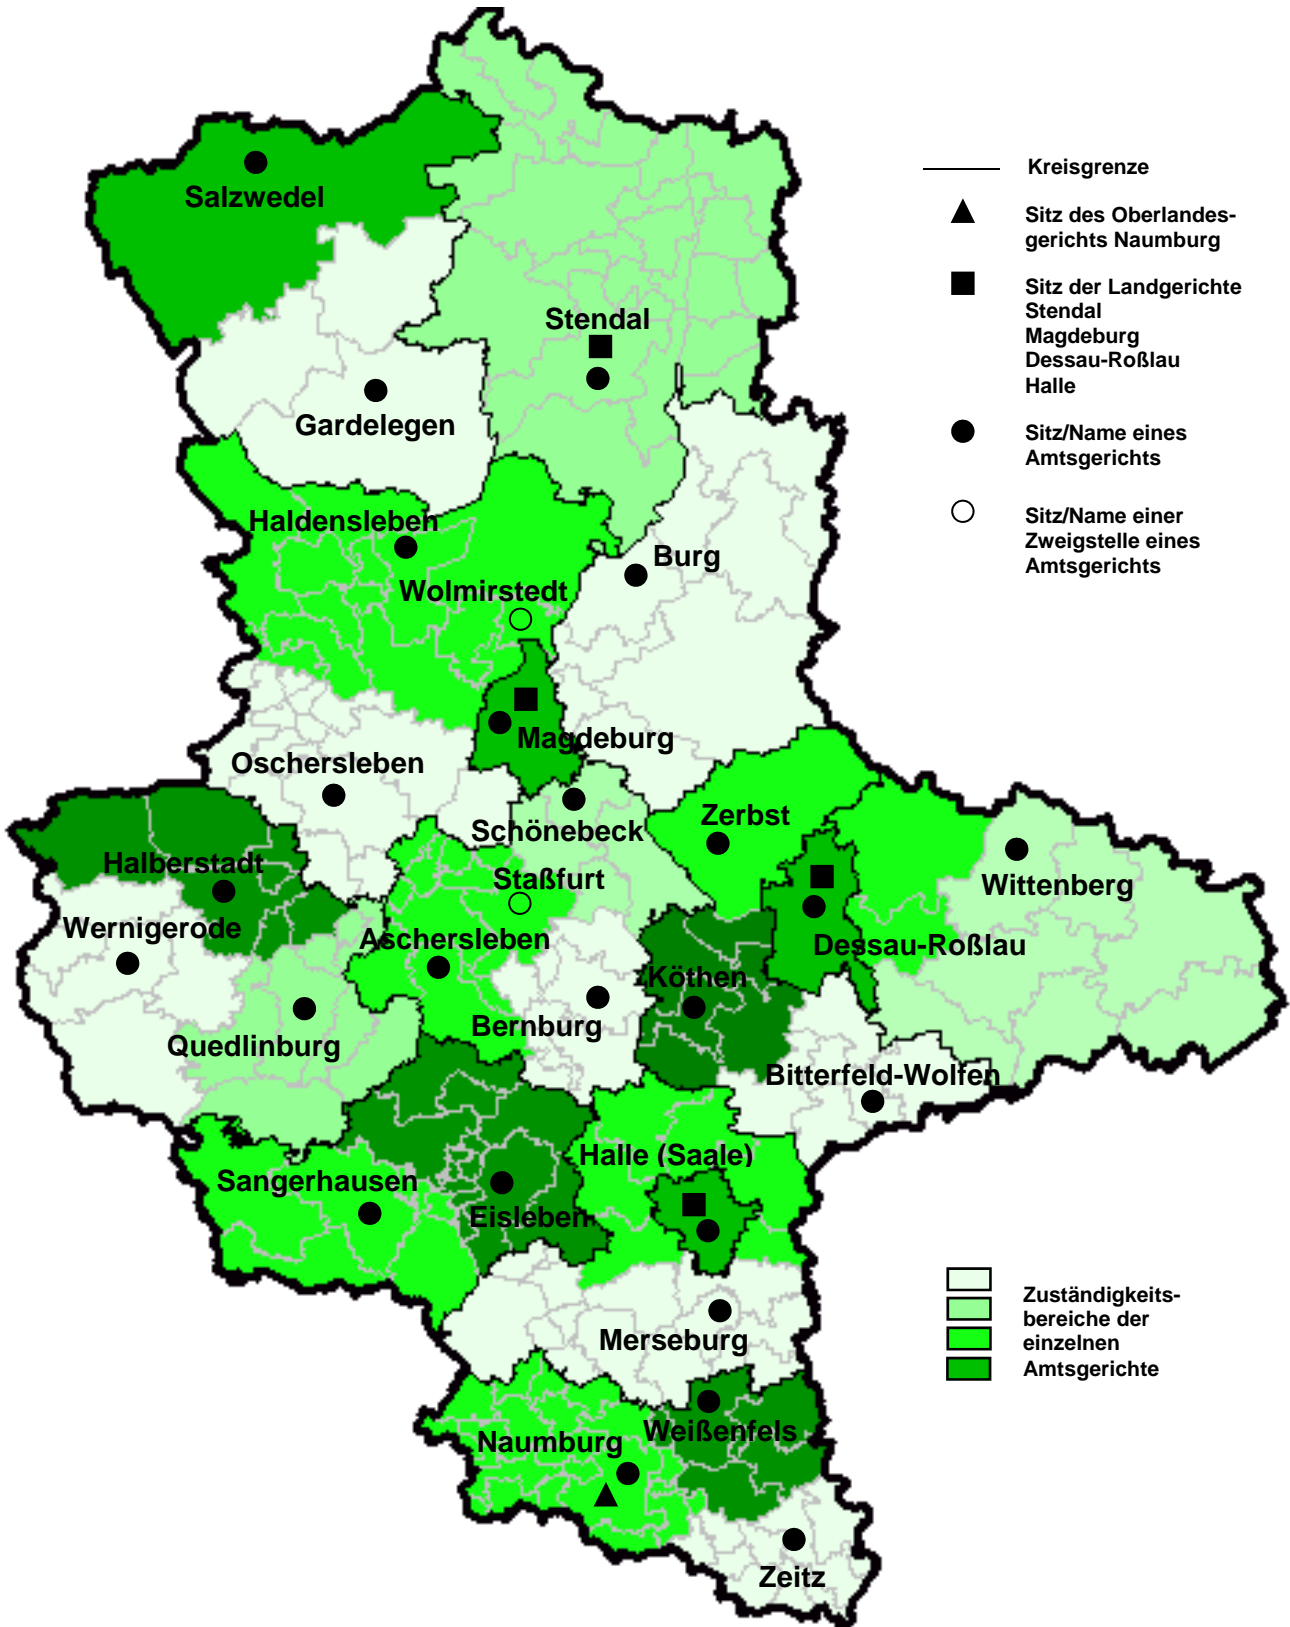 Kreisgrenze
Sitz des Oberlandes-
gerichts Naumburg
Sitz der Landgerichte
Stendal
Magdeburg
Dessau-Roßlau
Halle
Sitz/Name eines
Amtsgerichts
Sitz/Name einer
Zweigstelle eines
Amtsgerichts
Salzwedel
Stendal
Gardelegen
Haldensleben
Burg
Wolmirstedt
Magdeburg
Oschersleben
Zerbst
Schönebeck
Halberstadt
Staßfurt
Wittenberg
Wernigerode
Aschersleben
Dessau-Roßlau
Köthen
Bernburg
Quedlinburg
Bitterfeld-Wolfen
Halle (Saale)
Sangerhausen
Eisleben
Merseburg
Weißenfels
Naumburg
Zeitz
Zuständigkeits-
bereiche der
einzelnen
Amtsgerichte